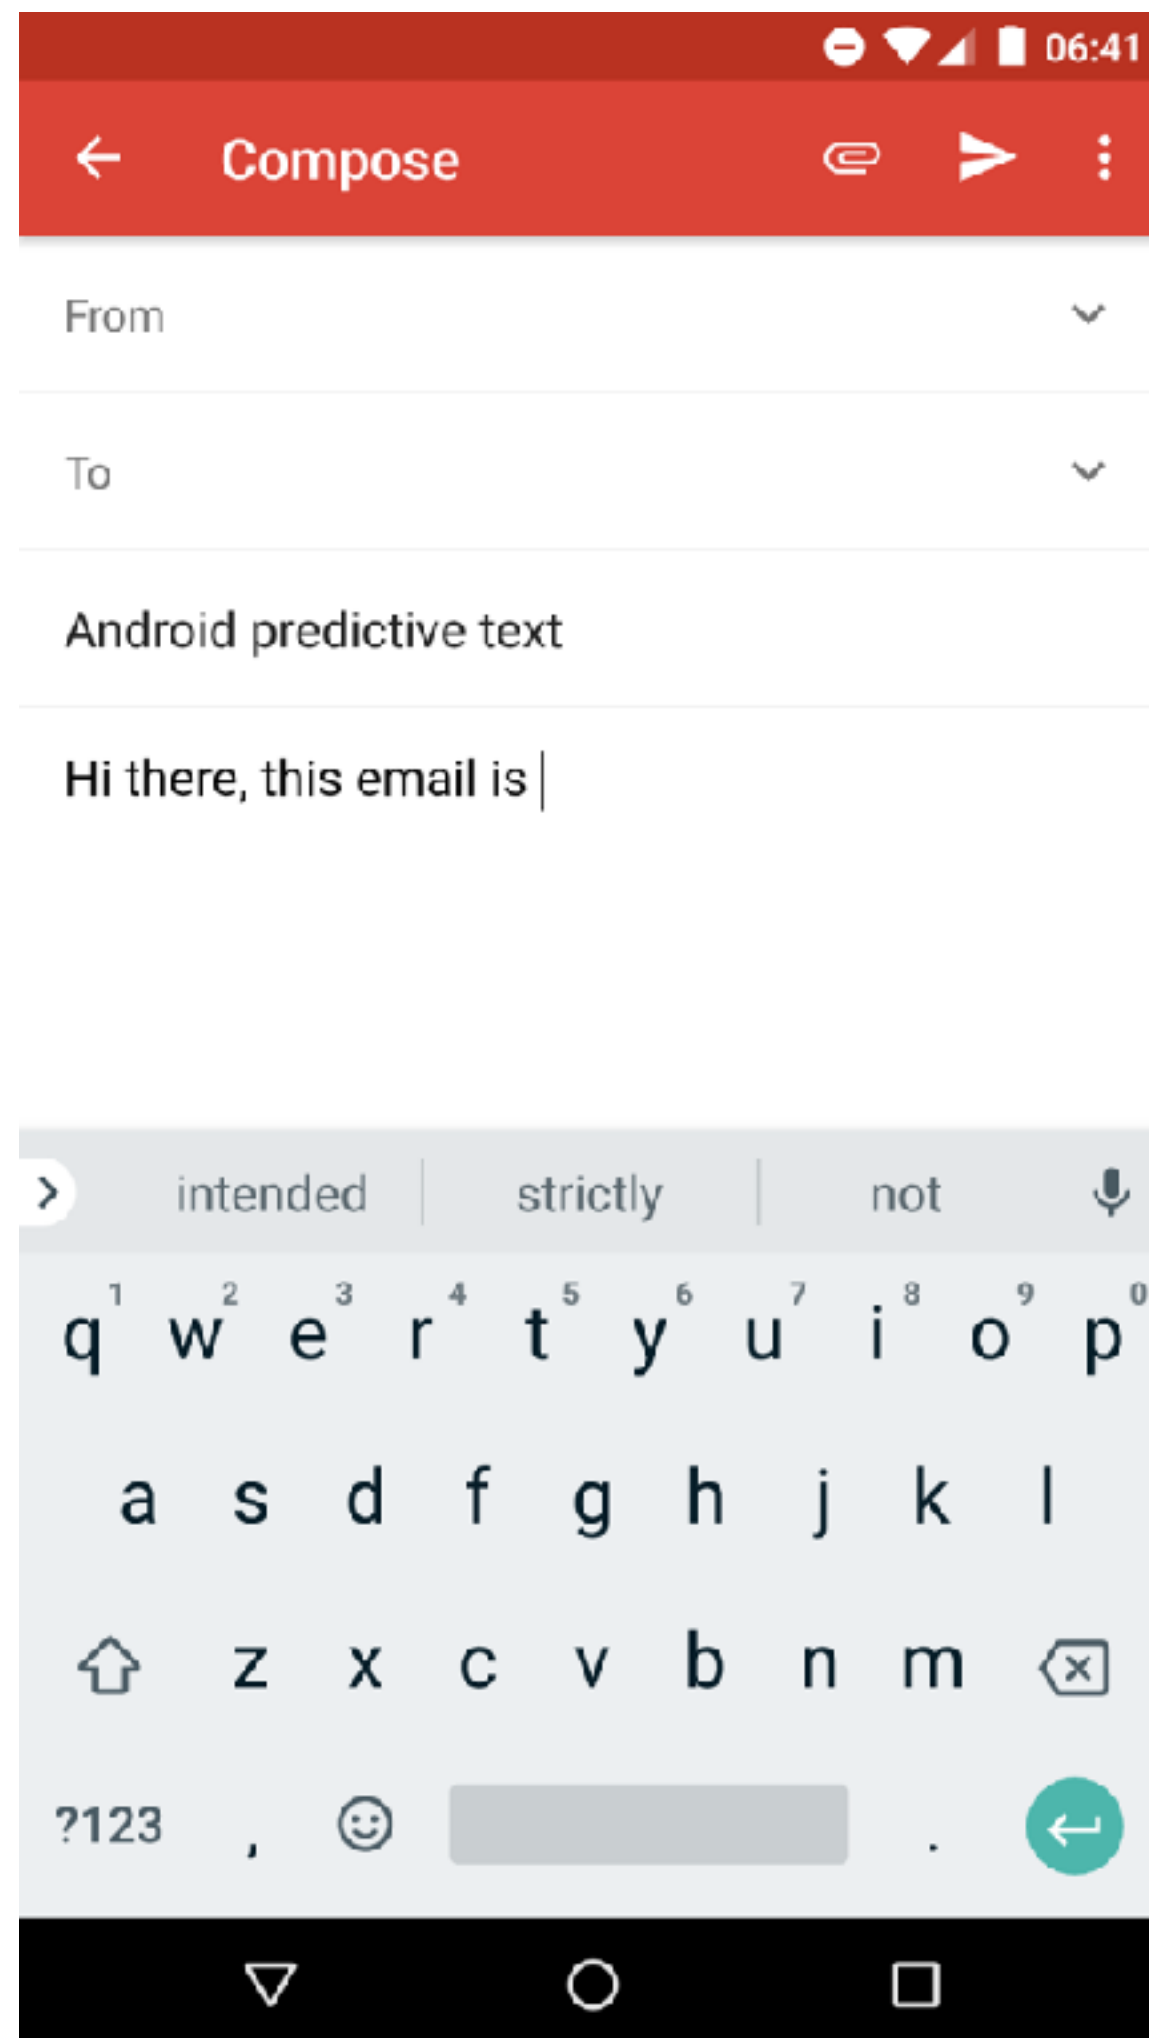 06:41
Compose
From
To
Android predictive text
Hi there, this email is
intended strictly not
1 2 3 4 5 6 7 8 9 0
q w e r t y u i o p
a s d f g h j k l
z x c v b n m
?123 , .